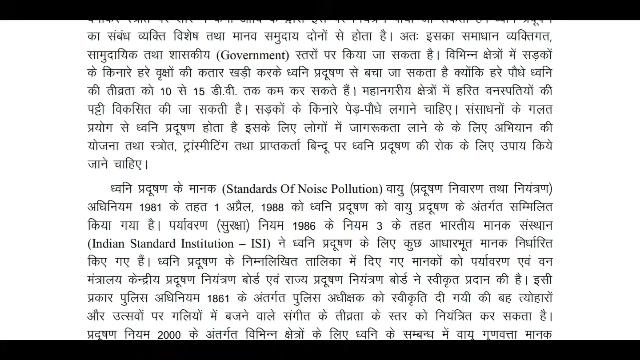 का संबंध व्यक्ति विशेष तथा मानव समुदाय दोनों से होता है। अतः इसका समाधान व्यक्तिगत,
सामुदायिक तथा शासकीय (Government) स्तरों पर किया जा सकता है। विभिन्न क्षेत्रों में सड़कों
के किनारे हरे वृक्षों की कतार खड़ी करके ध्वनि प्रदूषण से बचा जा सकता है क्योंकि हरे पौधे ध्वनि
की तीव्रता को 10 से 15 डी.वी. तक कम कर सकते हैं। महानगरीय क्षेत्रों में हरित वनस्पतियों की
पट्टी विकसित की जा सकती है। सड़कों के किनारे पेड़-पौधे लगाने चाहिए। संसाधनों के गलत
प्रयोग से ध्वनि प्रदूषण होता है इसके लिए लोगों में जागरूकता लाने के के लिए अभियान की
योजना तथा स्त्रोत, ट्रांस्मीटिंग तथा प्राप्तकर्ता बिन्दू पर ध्वनि प्रदूषण की रोक के लिए उपाय किये
जाने चाहिए।
ध्वनि प्रदूषण के मानक (Standards Of Noise Pollution) वायु (प्रदूषण निवारण तथा नियंत्रण)
अधिनियम 1981 के तहत 1 अप्रैल, 1988 को ध्वनि प्रदूषण को वायु प्रदूषण के अंतर्गत सम्मिलित
किया गया है। पर्यावरण (सुरक्षा) नियम 1986 के नियम 3 के तहत भारतीय मानक संस्थान
(Indian Standard Institution – ISI) ने ध्वनि प्रदूषण के लिए कुछ आधारभूत मानक निर्धारित
किए गए हैं। ध्वनि प्रदूषण के निम्नलिखित तालिका में दिए गए मानकों को पर्यावरण एवं वन
मंत्रालय केन्द्रीय प्रदूषण नियंत्रण बोर्ड एवं राज्य प्रदूषण नियंत्रण बोर्ड ने स्वीकृत प्रदान की है। इसी
प्रकार पुलिस अधिनियम 1861 के अंतर्गत पुलिस अधीक्षक को स्वीकृति दी गयी की बह त्योहारों
और उत्सवों पर गलियों में बजने वाले संगीत के तीव्रता के स्तर को नियंत्रित कर सकता है।
प्रदूषण नियम 2000 के अंतर्गत विभिन्न क्षेत्रों के लिए ध्वनि के सम्बन्ध में वायु गुणवत्ता मानक